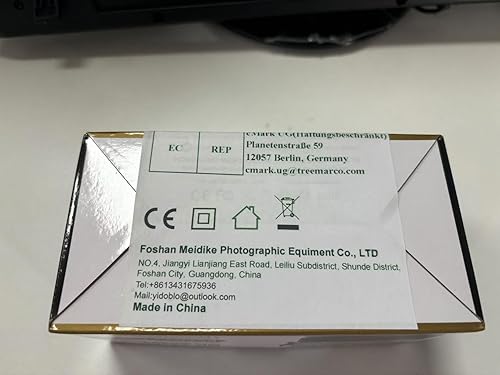 EC REP
cMark UG(Haftungsbeschränkt)
Planetenstraße 59
12057 Berlin, Germany
cmark.ug@treemarco.com
CE
Foshan Meidike Photographic Equiment Co., LTD
NO.4, Jiangyi Lianjiang East Road, Leiliu Subdistrict, Shunde District,
Foshan City, Guangdong, China
Tel:+8613431675936
Mail:yidoblo@outlook.com
Made in China